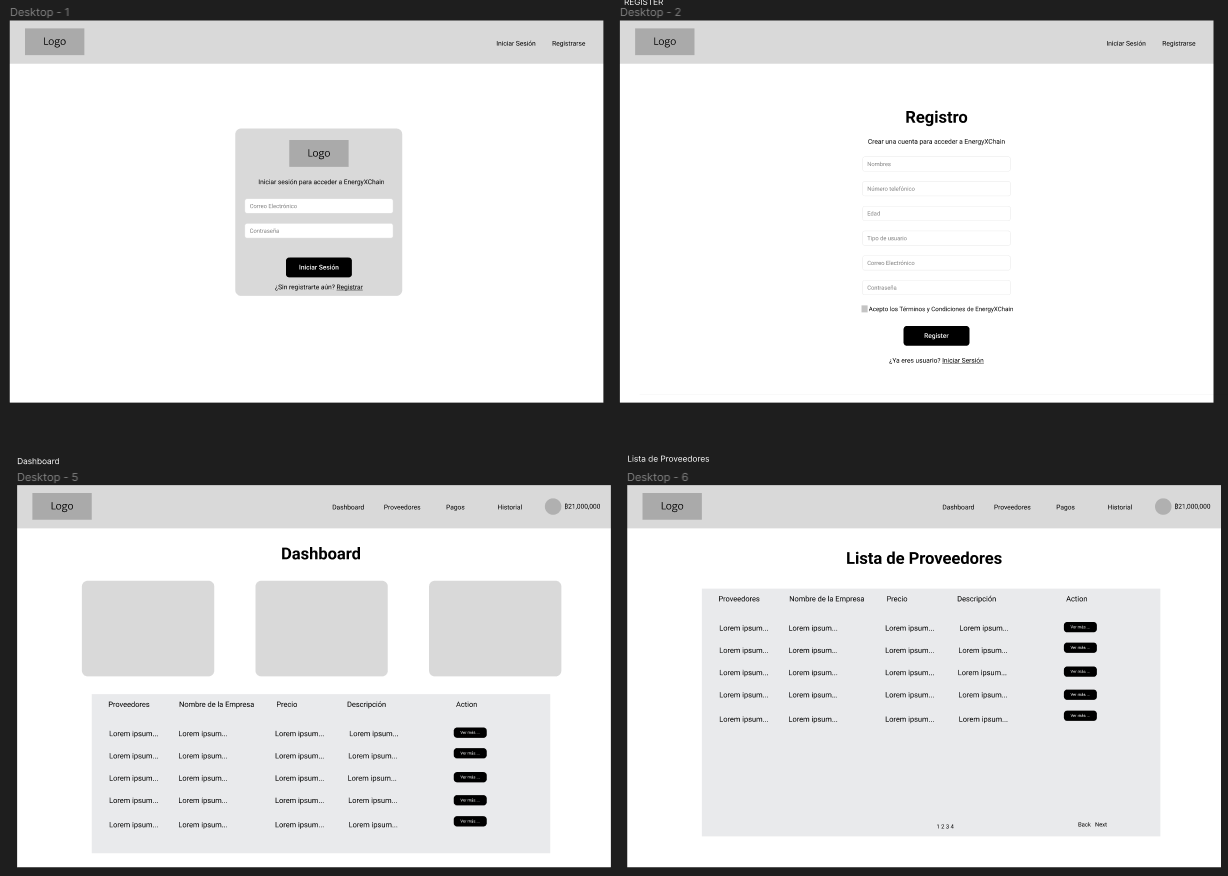 Desktop - 1
Logo
Iniciar Sesión Registrarse
Logo
Iniciar sesión para acceder a EnergyXChain
Correo Electrónico
Contraseña
Iniciar Sesión
¿Sin registrarte aún? Registrar
REGISTER
Desktop - 2
Logo
Iniciar Sesión Registrarse
Registro
Crear una cuenta para acceder a EnergyXChain
Nombres
Número telefónico
Edad
Tipo de usuario
Correo Electrónico
Contraseña
Acepto los Términos y Condiciones de EnergyXChain
Register
¿Ya eres usuario? Iniciar Sersión
Dashboard
Desktop - 5
Logo
Dashboard Proveedores Pagos Historial ₿21,000,000
Dashboard
Proveedores Nombre de la Empresa Precio Descripción Action
Lorem ipsum... Lorem ipsum... Lorem ipsum... Lorem ipsum... Ver más ...
Lorem ipsum... Lorem ipsum... Lorem ipsum... Lorem ipsum... Ver más ...
Lorem ipsum... Lorem ipsum... Lorem ipsum... Lorem ipsum... Ver más ...
Lorem ipsum... Lorem ipsum... Lorem ipsum... Lorem ipsum... Ver más ...
Lorem ipsum... Lorem ipsum... Lorem ipsum... Lorem ipsum... Ver más ...
Lista de Proveedores
Desktop - 6
Logo
Dashboard Proveedores Pagos Historial ₿21,000,000
Lista de Proveedores
Proveedores Nombre de la Empresa Precio Descripción Action
Lorem ipsum... Lorem ipsum... Lorem ipsum... Lorem ipsum... Ver más ...
Lorem ipsum... Lorem ipsum... Lorem ipsum... Lorem ipsum... Ver más ...
Lorem ipsum... Lorem ipsum... Lorem ipsum... Lorem ipsum... Ver más ...
Lorem ipsum... Lorem ipsum... Lorem ipsum... Lorem ipsum... Ver más ...
Lorem ipsum... Lorem ipsum... Lorem ipsum... Lorem ipsum... Ver más ...
1 2 3 4 Back Next